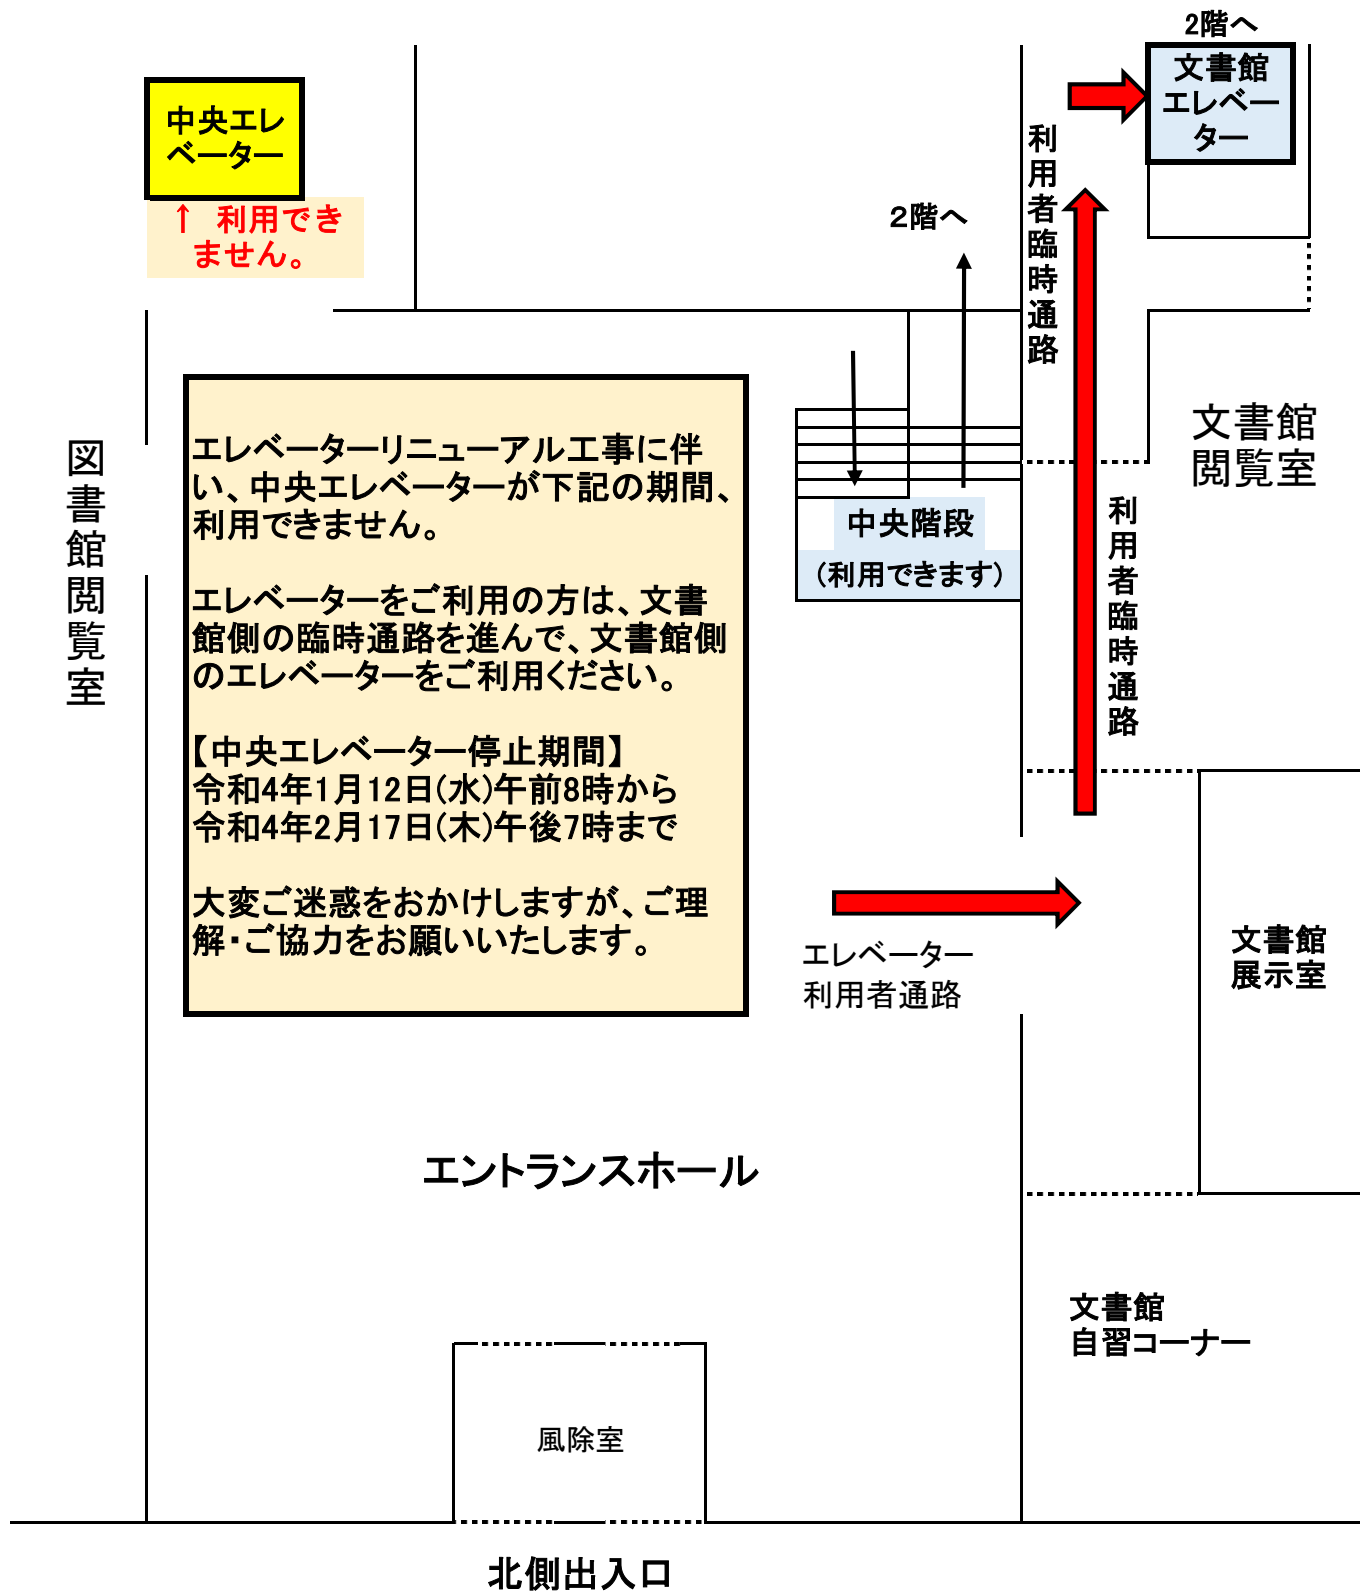 2階へ
文書館
エレベー
ター
中央エレ
ベーター
↑　利用でき
ません。
利用者臨時通路
２階へ
図書館閲覧室
エレベーターリニューアル工事に伴
い、中央エレベーターが下記の期間、
利用できません。
エレベーターをご利用の方は、文書
館側の臨時通路を進んで、文書館側
のエレベーターをご利用ください。
【中央エレベーター停止期間】
令和4年1月12日(水)午前8時から
令和4年2月17日(木)午後7時まで
大変ご迷惑をおかけしますが、ご理
解・ご協力をお願いいたします。
中央階段
（利用できます）
文書館
閲覧室
利用者臨時通路
エレベーター
利用者通路
文書館
展示室
エントランスホール
文書館
自習コーナー
風除室
北側出入口